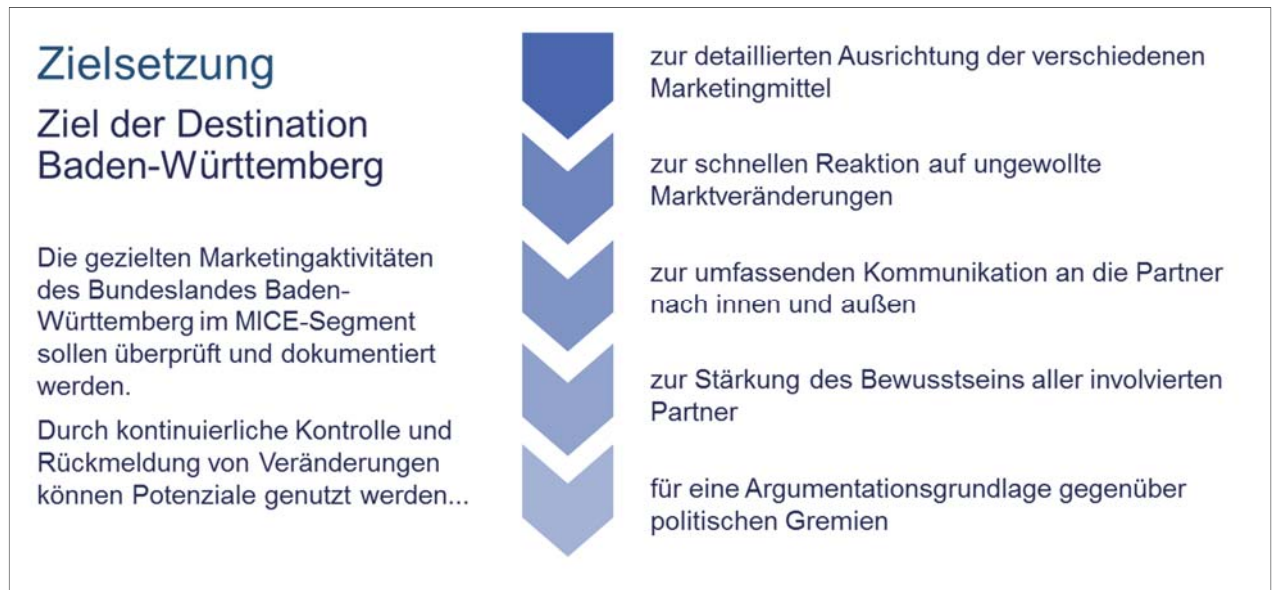 Zielsetzung
Ziel der Destination
Baden-Württemberg
Die gezielten Marketingaktivitäten
des Bundeslandes Baden-
Württemberg im MICE-Segment
sollen überprüft und dokumentiert
werden.
Durch kontinuierliche Kontrolle und
Rückmeldung von Veränderungen
können Potenziale genutzt werden...
zur detaillierten Ausrichtung der verschiedenen
Marketingmittel
zur schnellen Reaktion auf ungewollte
Marktveränderungen
zur umfassenden Kommunikation an die Partner
nach innen und außen
zur Stärkung des Bewusstseins aller involvierten
Partner
für eine Argumentationsgrundlage gegenüber
politischen Gremien